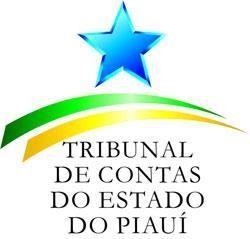 TRIBUNAL
DE CONTAS
DO ESTADO
DO PIAUÍ